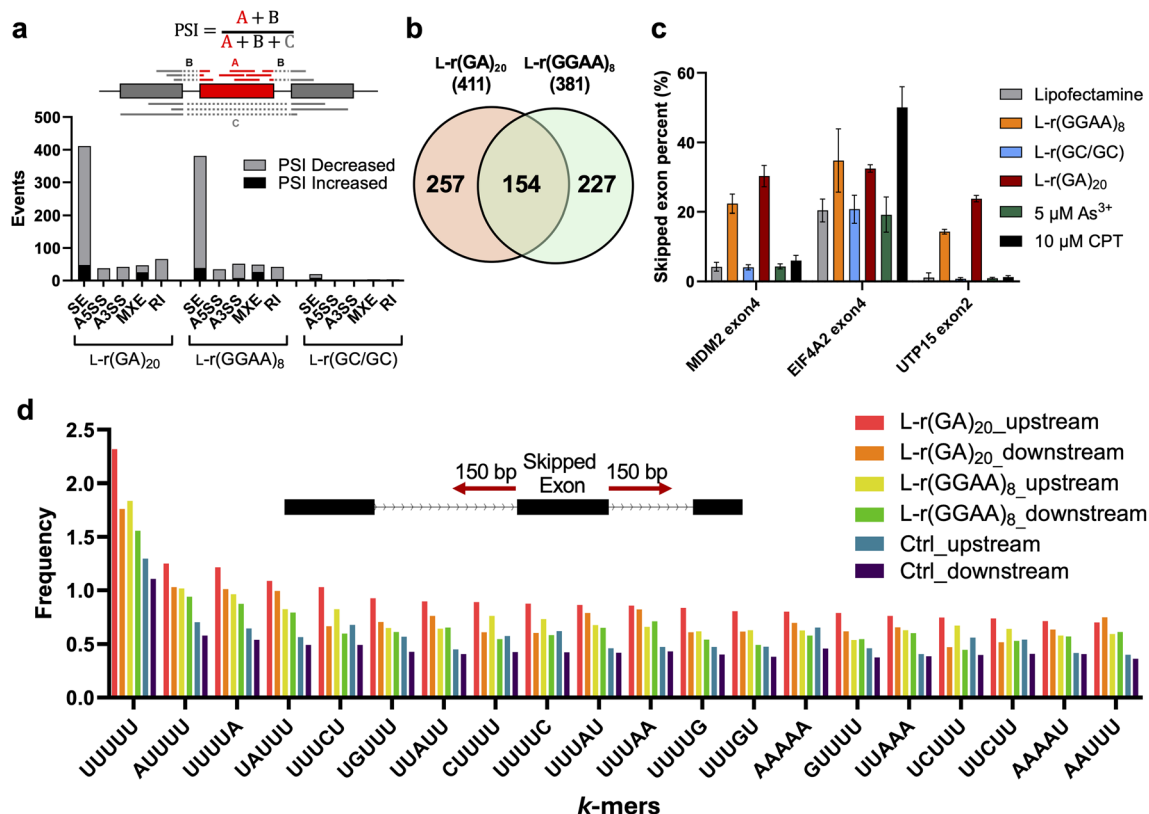 a
PSI = A + B / A + B + C
B A B
C
500
400
300
200
100
0
Events
PSI Decreased
PSI Increased
SE A5SS A3SS MXE RI SE A5SS A3SS MXE RI SE A5SS A3SS MXE RI
L-r(GA)20 L-r(GGAA)8 L-r(GC/GC)
b
L-r(GA)20 L-r(GGAA)8
(411) (381)
257 154 227
c
Skipped exon percent (%)
60
40
20
0
MDM2 exon4
EIF4A2 exon4
UTP15 exon2
Lipofectamine
L-r(GGAA)8
L-r(GC/GC)
L-r(GA)20
5 μM As3+
10 μM CPT
d
Frequency
2.5
2.0
1.5
1.0
0.5
0.0
150 bp Skipped Exon 150 bp
L-r(GA)20_upstream
L-r(GA)20_downstream
L-r(GGAA)8_upstream
L-r(GGAA)8_downstream
Ctrl_upstream
Ctrl_downstream
UUUUU AUUUU UUUUA UAUUU UUUCU UGUUU UUAUU CUUUU UUUUC UUUAU UUUAA UUUUG UUUGU AAAAA GUUUU UUAAA UCUUU UUCUU AAAAU AAUUU
k-mers